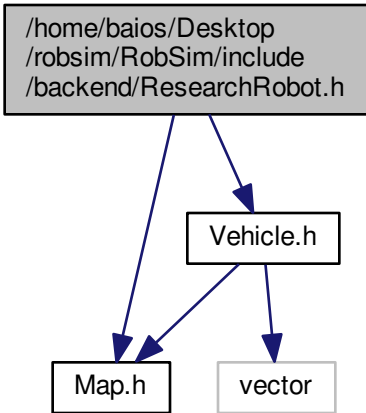 /home/baios/Desktop
/robsim/RobSim/include
/backend/ResearchRobot.h
Vehicle.h
Map.h
vector